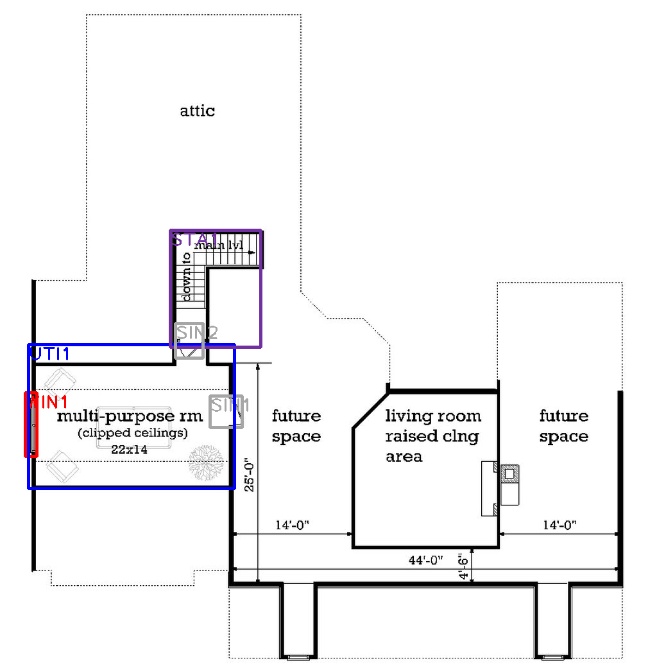 attic
STA1
main lvl
down to
SIN2
UTI1
WIN1
SIN1
multi-purpose rm
(clipped ceilings)
22x14
future
space
living room
raised clng
area
future
space
25'-0"
14'-0"
14'-0"
44'-0"
4'-6"